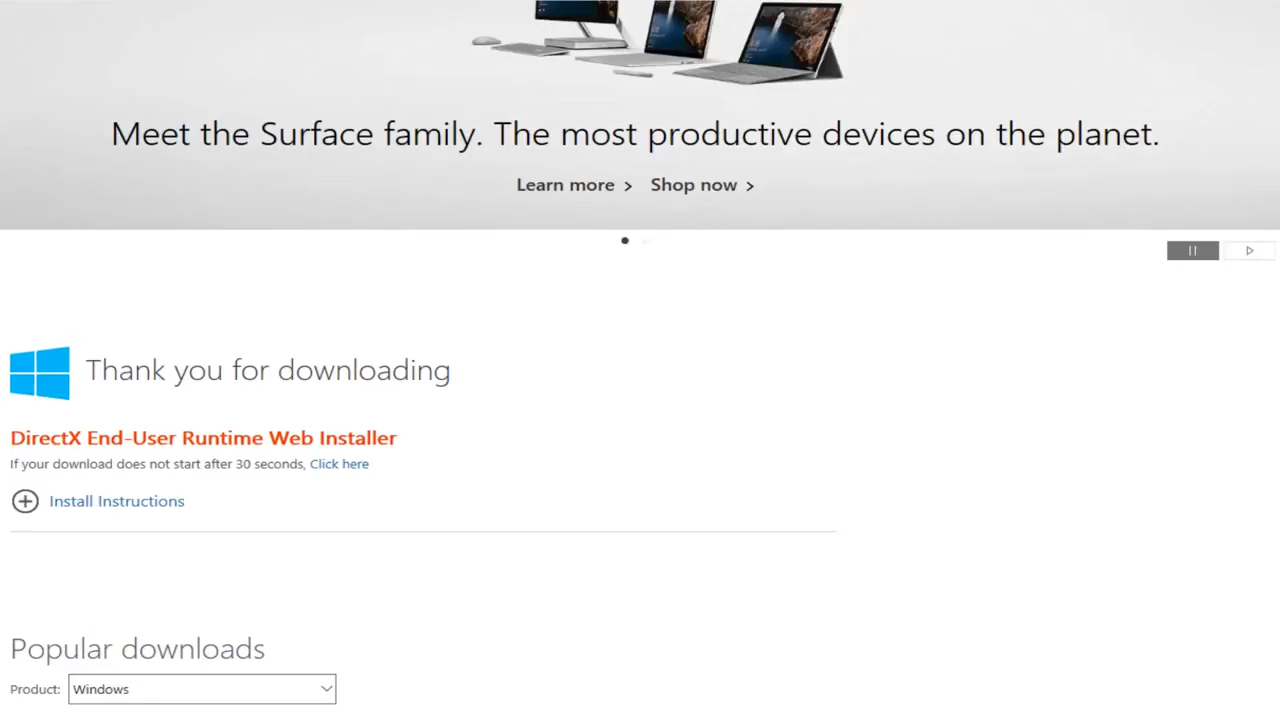 Meet the Surface family. The most productive devices on the planet.
Learn more > Shop now >
Thank you for downloading
DirectX End-User Runtime Web Installer
If your download does not start after 30 seconds, Click here
Install Instructions
Popular downloads
Product: Windows